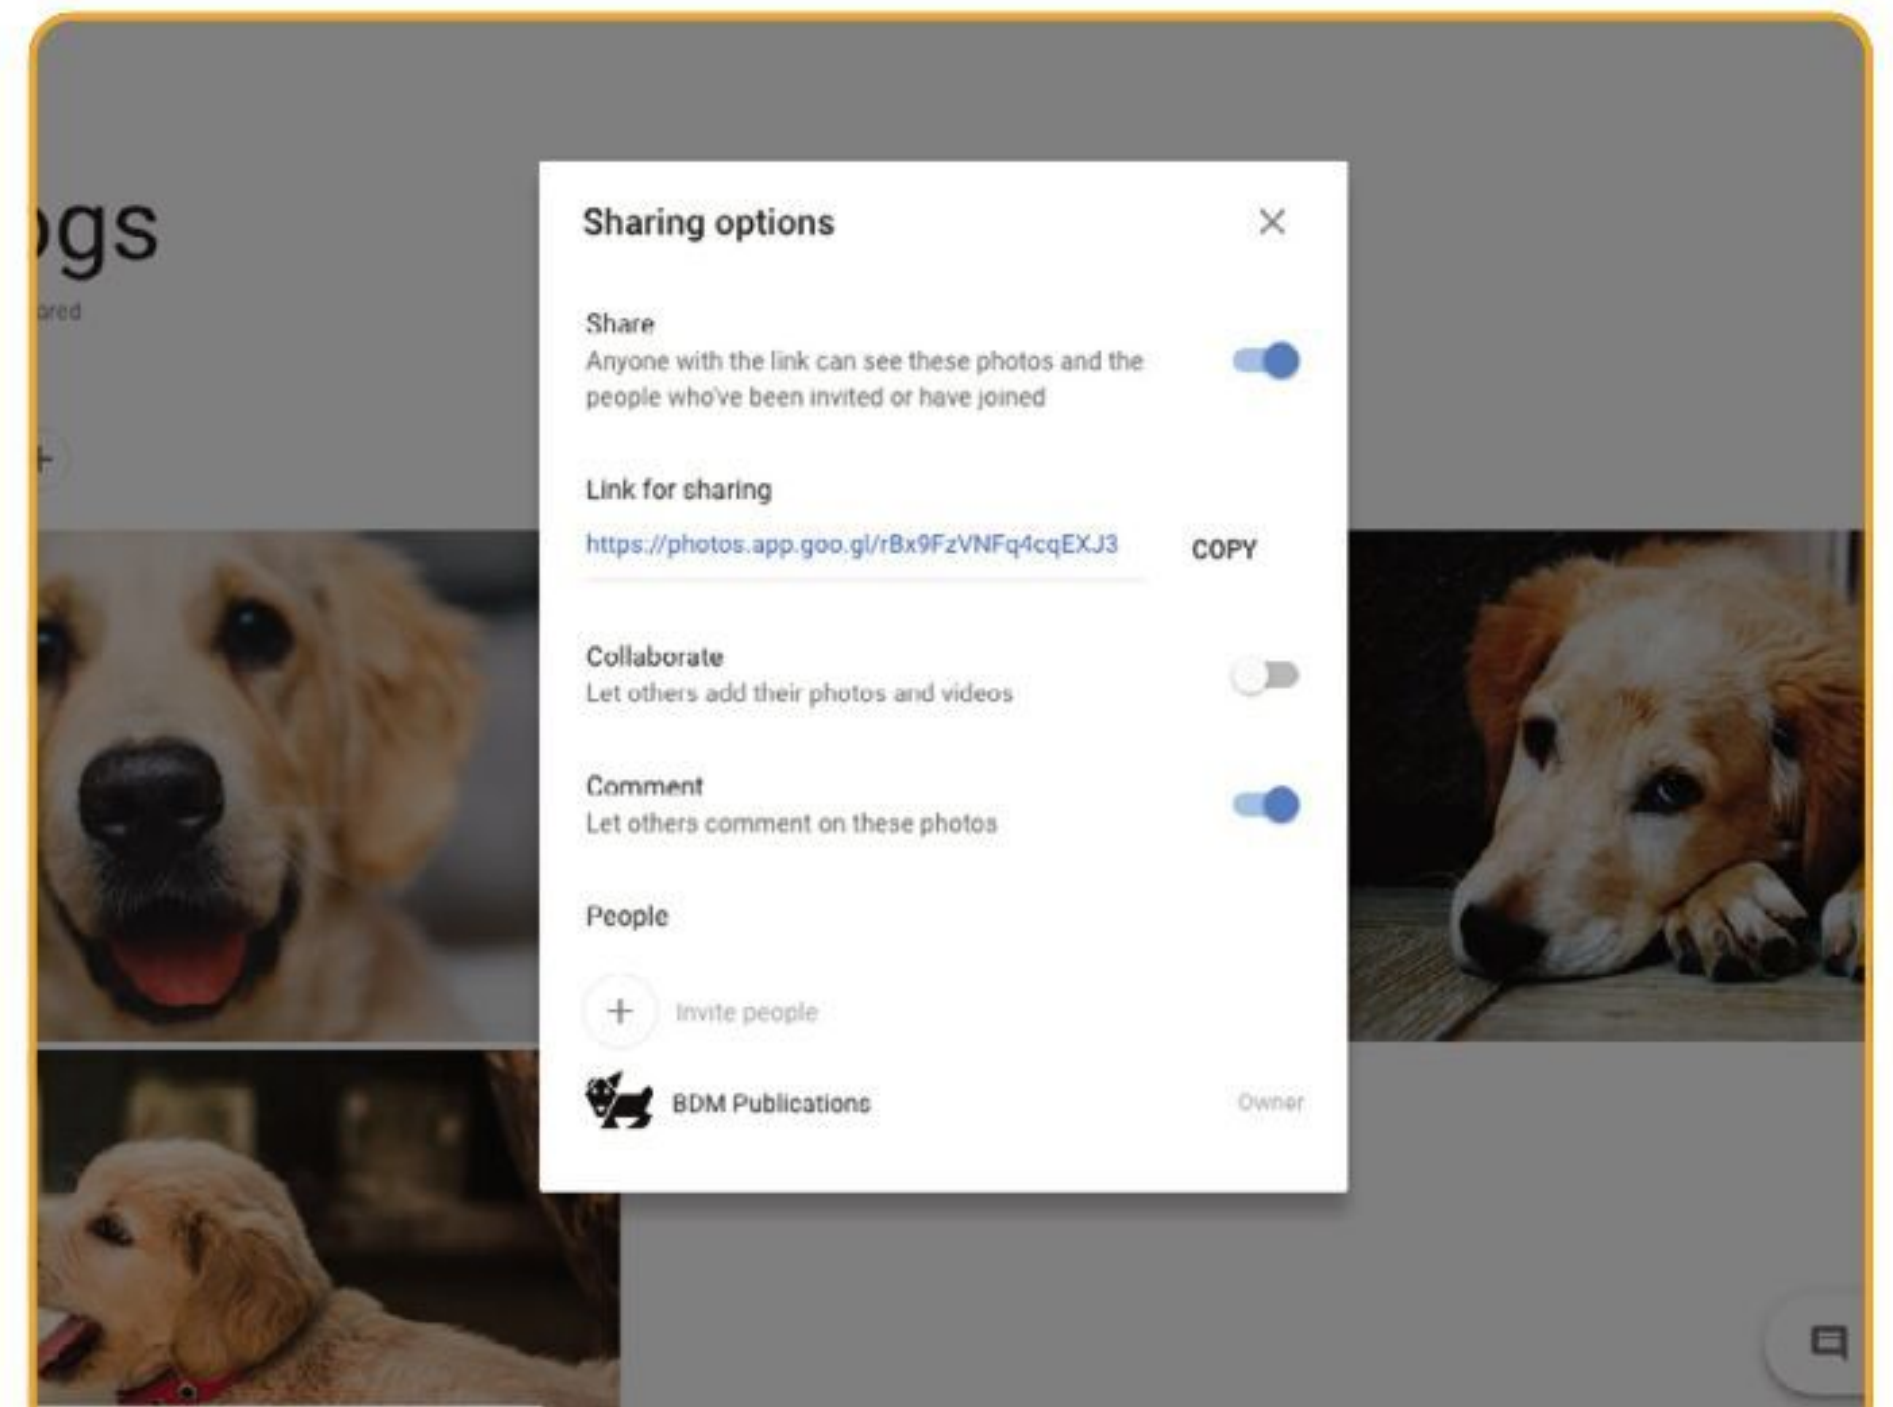 ogs
ared
Sharing options
Share
Anyone with the link can see these photos and the
people who've been invited or have joined
Link for sharing
https://photos.app.goo.gl/rBx9FzVNFq4cqEXJ3
COPY
Collaborate
Let others add their photos and videos
Comment
Let others comment on these photos
People
Invite people
BDM Publications
Owner